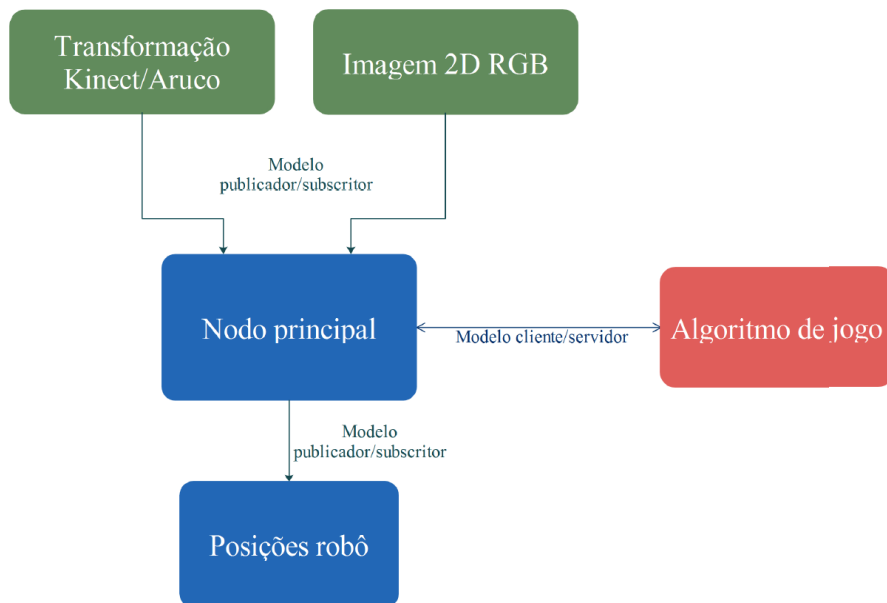 Transformação
Kinect/Aruco
Imagem 2D RGB
Modelo
publicador/subscritor
Nodo principal
Modelo cliente/servidor
Algoritmo de jogo
Modelo
publicador/subscritor
Posições robô